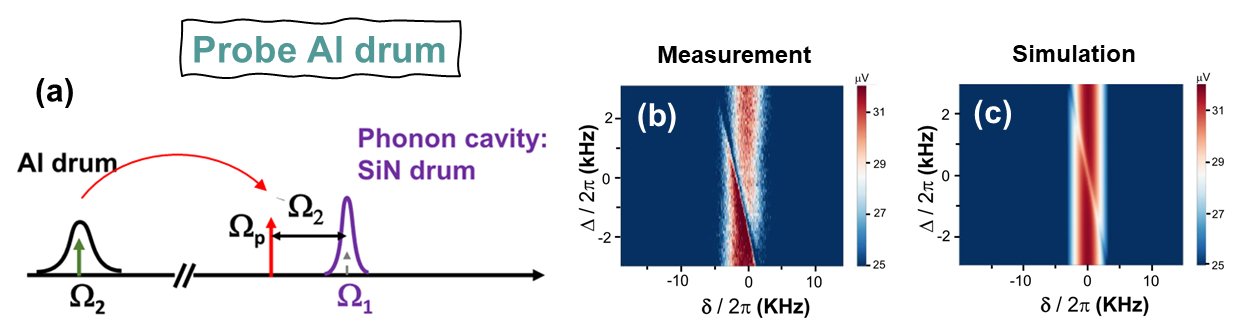 Probe Al drum
(a)
Al drum
Phonon cavity:
SiN drum
Ω2
Ωp
Ω2
Ω1
Measurement
(b)
μV
31
29
27
25
2
0
-2
Δ / 2π (kHz)
-10
0
10
δ / 2π (KHz)
Simulation
(c)
μV
31
29
27
25
2
0
-2
Δ / 2π (kHz)
-10
0
10
δ / 2π (KHz)